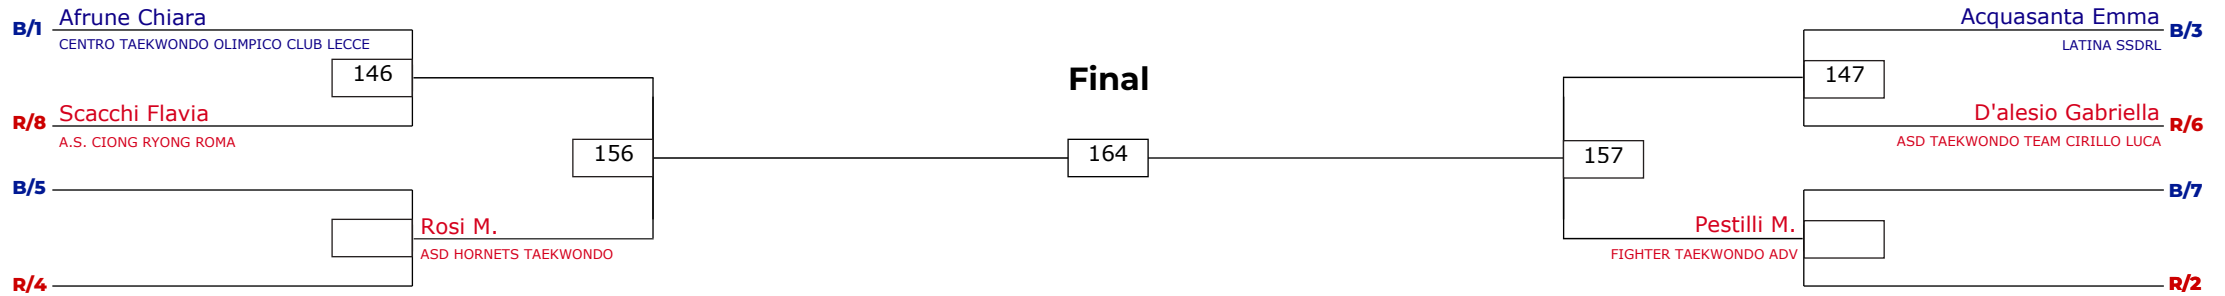 B/1
Afrune Chiara
CENTRO TAEKWONDO OLIMPICO CLUB LECCE
146
R/8
Scacchi Flavia
A.S. CIONG RYONG ROMA
156
B/5
Rosi M.
ASD HORNETS TAEKWONDO
R/4
Final
164
Acquasanta Emma
B/3
LATINA SSDRL
147
D'alesio Gabriella
R/6
ASD TAEKWONDO TEAM CIRILLO LUCA
157
B/7
Pestilli M.
FIGHTER TAEKWONDO ADV
R/2